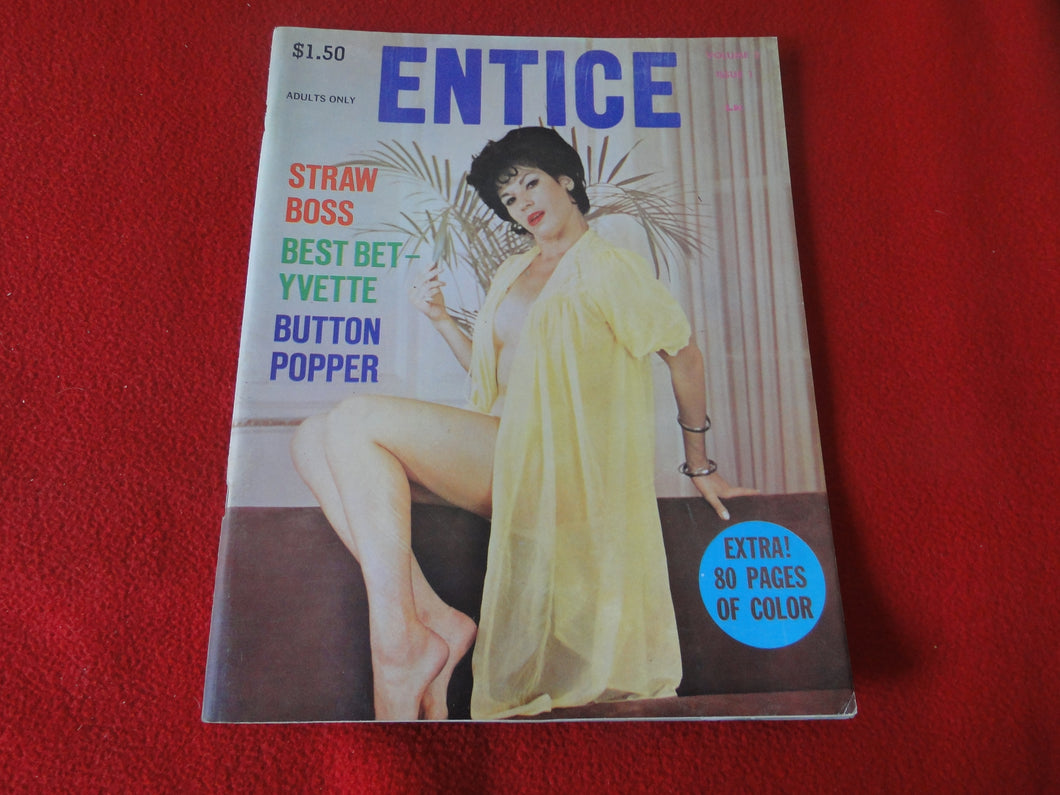 $1.50
ENTICE
ADULTS ONLY
STRAW
BOSS
BEST BET-
YVETTE
BUTTON
POPPER
EXTRA!
80 PAGES
OF COLOR